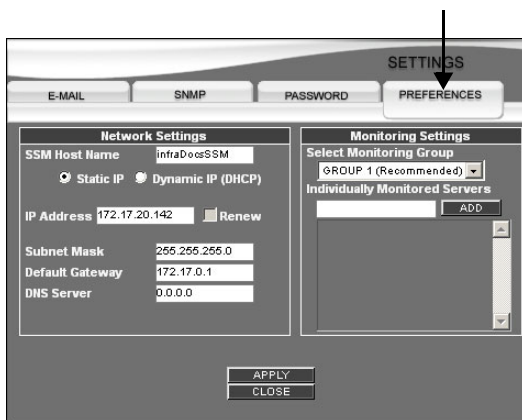 SETTINGS
E-MAIL
SNMP
PASSWORD
PREFERENCES
Network Settings
SSM Host Name infraDocsSSM
Static IP Dynamic IP (DHCP)
IP Address 172.17.20.142 Renew
Subnet Mask 255.255.255.0
Default Gateway 172.17.0.1
DNS Server 0.0.0.0
Monitoring Settings
Select Monitoring Group
GROUP 1 (Recommended)
Individually Monitored Servers
ADD
APPLY
CLOSE